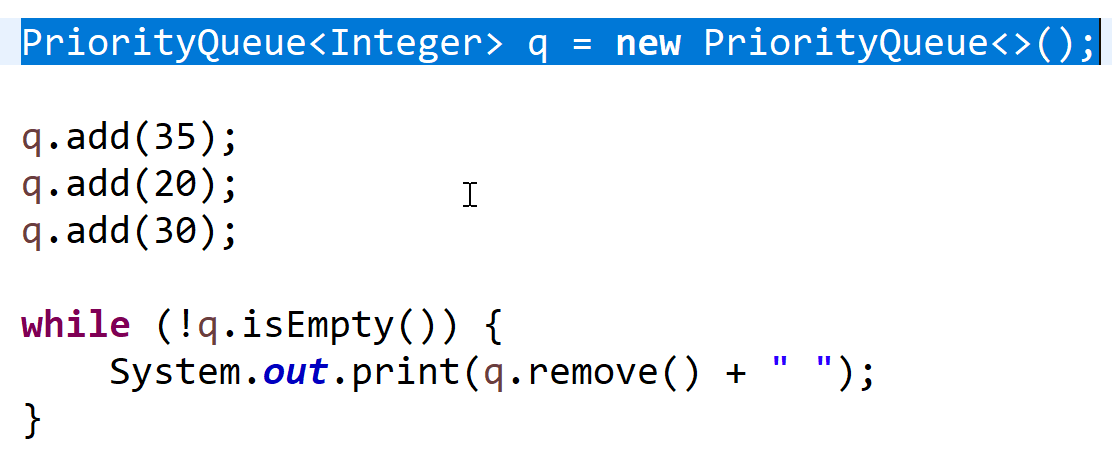 PriorityQueue<Integer> q = new PriorityQueue<>();
q.add(35);
q.add(20);
q.add(30);
while (!q.isEmpty()) {
    System.out.print(q.remove() + " ");
}